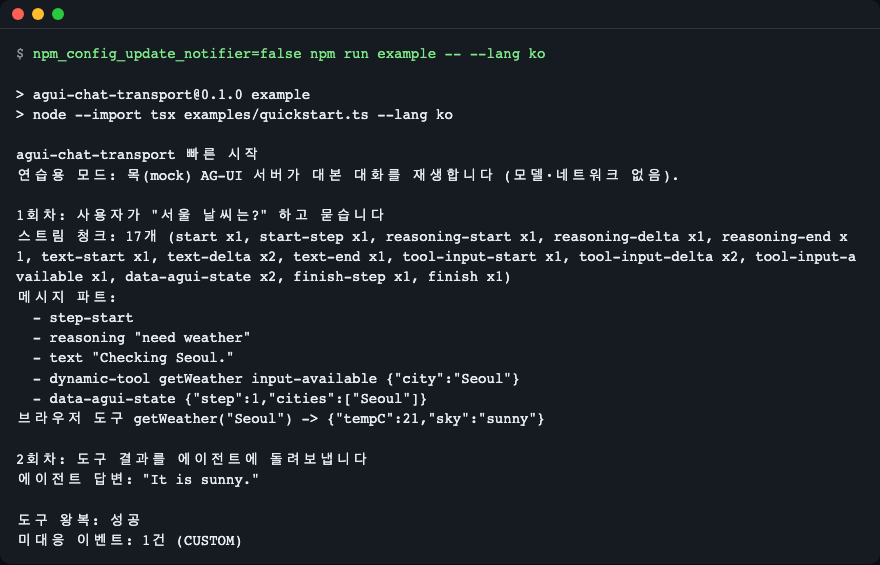 $ npm_config_update_notifier=false npm run example -- --lang ko
> agui-chat-transport@0.1.0 example
> node --import tsx examples/quickstart.ts --lang ko
agui-chat-transport 빠른 시작
연습용 모드: 목(mock) AG-UI 서버가 대본 대화를 재생합니다 (모델·네트워크 없음).
1회차: 사용자가 "서울 날씨는?" 하고 묻습니다
스트림 청크: 17개 (start x1, start-step x1, reasoning-start x1, reasoning-delta x1, reasoning-end x
1, text-start x1, text-delta x2, text-end x1, tool-input-start x1, tool-input-delta x2, tool-input-a
vailable x1, data-agui-state x2, finish-step x1, finish x1)
메시지 파트:
- step-start
- reasoning "need weather"
- text "Checking Seoul."
- dynamic-tool getWeather input-available {"city":"Seoul"}
- data-agui-state {"step":1,"cities":["Seoul"]}
브라우저 도구 getWeather("Seoul") -> {"tempC":21,"sky":"sunny"}
2회차: 도구 결과를 에이전트에 돌려보냅니다
에이전트 답변: "It is sunny."
도구 왕복: 성공
미대응 이벤트: 1건 (CUSTOM)